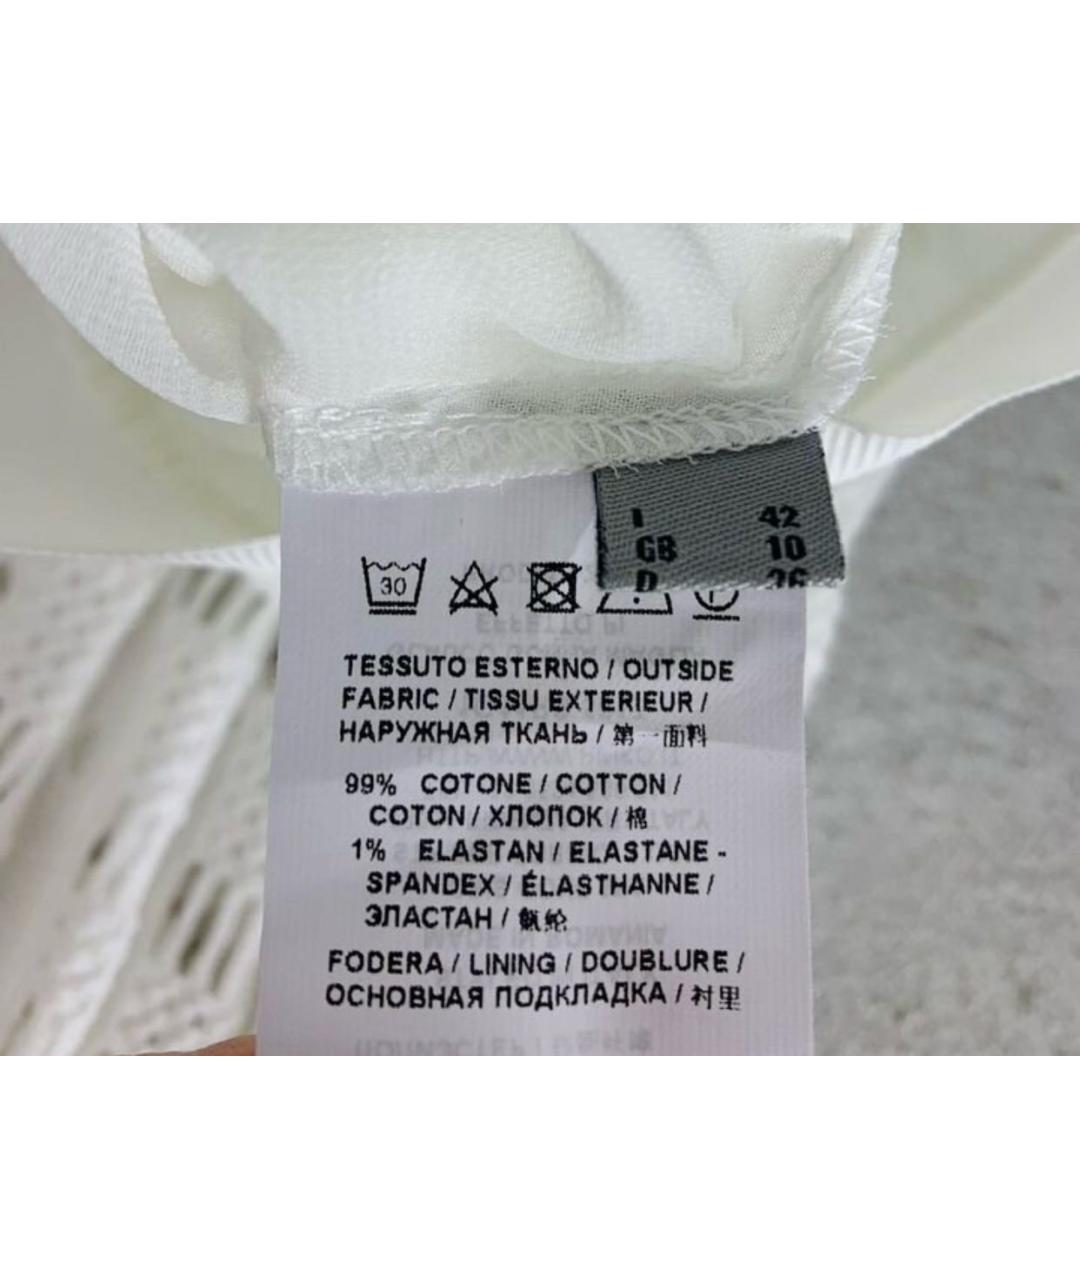 I 42
GB 10
D 36
30
P
TESSUTO ESTERNO / OUTSIDE
FABRIC / TISSU EXTERIEUR /
НАРУЖНАЯ ТКАНЬ / 第一面料
99% COTONE / COTTON /
COTON / ХЛОПОК / 棉
1% ELASTAN / ELASTANE -
SPANDEX / ÉLASTHANNE /
ЭЛАСТАН / 氨纶
FODERA / LINING / DOUBLURE /
ОСНОВНАЯ ПОДКЛАДКА / 衬里